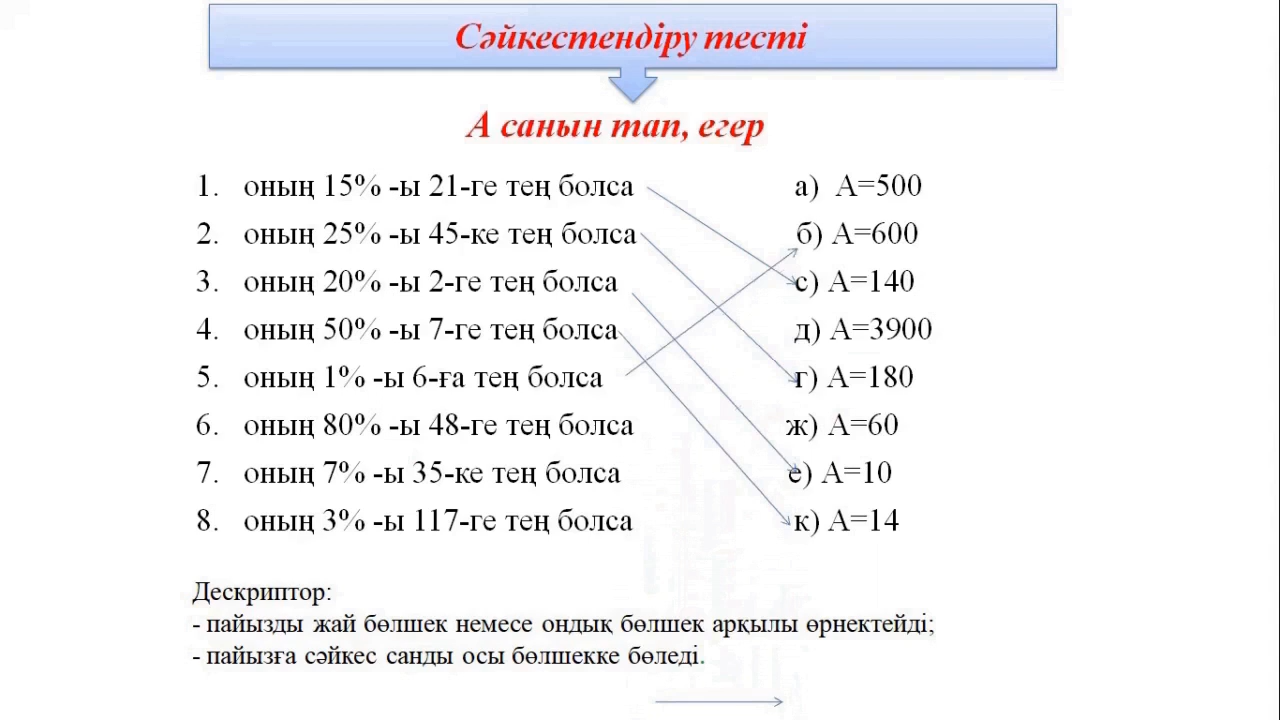 Сәйкестендіру тесті
А санын тап, егер
1. оның 15% -ы 21-ге тең болса а) А=500
2. оның 25% -ы 45-ке тең болса б) А=600
3. оның 20% -ы 2-ге тең болса с) А=140
4. оның 50% -ы 7-ге тең болса д) А=3900
5. оның 1% -ы 6-ға тең болса г) А=180
6. оның 80% -ы 48-ге тең болса ж) А=60
7. оның 7% -ы 35-ке тең болса е) А=10
8. оның 3% -ы 117-ге тең болса к) А=14
Дескриптор:
- пайызды жай бөлшек немесе ондық бөлшек арқылы өрнектейді;
- пайызға сәйкес санды осы бөлшекке бөледі.